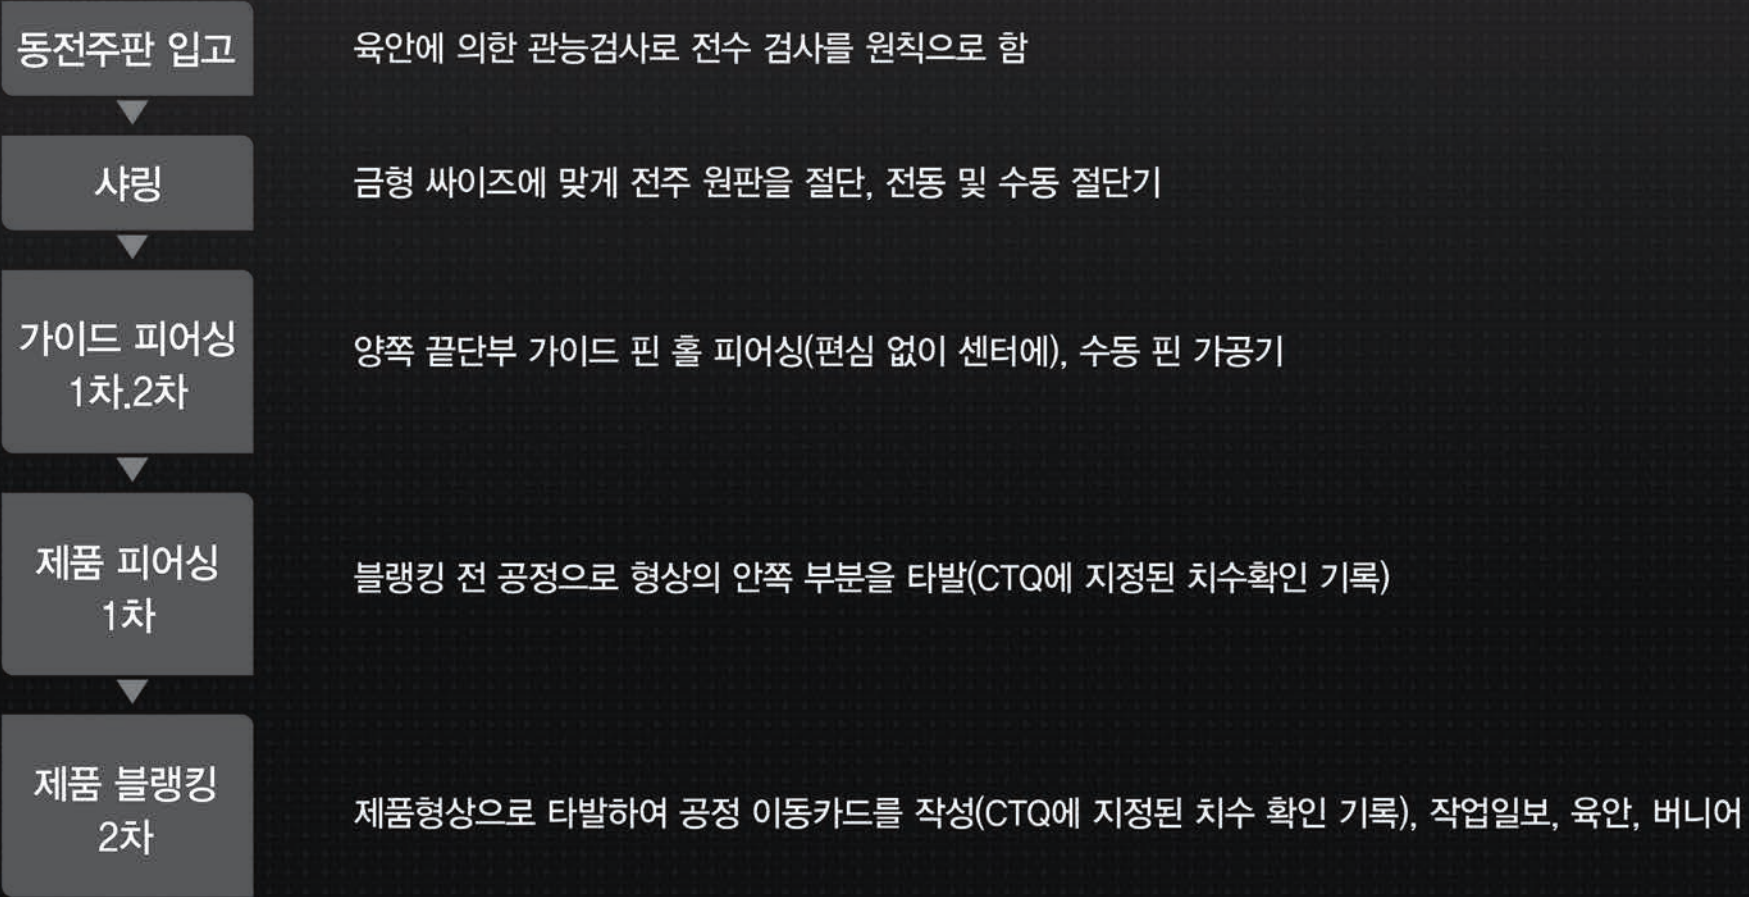 동전주판 입고
육안에 의한 관능검사로 전수 검사를 원칙으로 함
샤링
금형 싸이즈에 맞게 전주 원판을 절단, 전동 및 수동 절단기
가이드 피어싱
1차.2차
양쪽 끝단부 가이드 핀 홀 피어싱(편심 없이 센터에), 수동 핀 가공기
제품 피어싱
1차
블랭킹 전 공정으로 형상의 안쪽 부분을 타발(CTQ에 지정된 치수확인 기록)
제품 블랭킹
2차
제품형상으로 타발하여 공정 이동카드를 작성(CTQ에 지정된 치수 확인 기록), 작업일보, 육안, 버니어